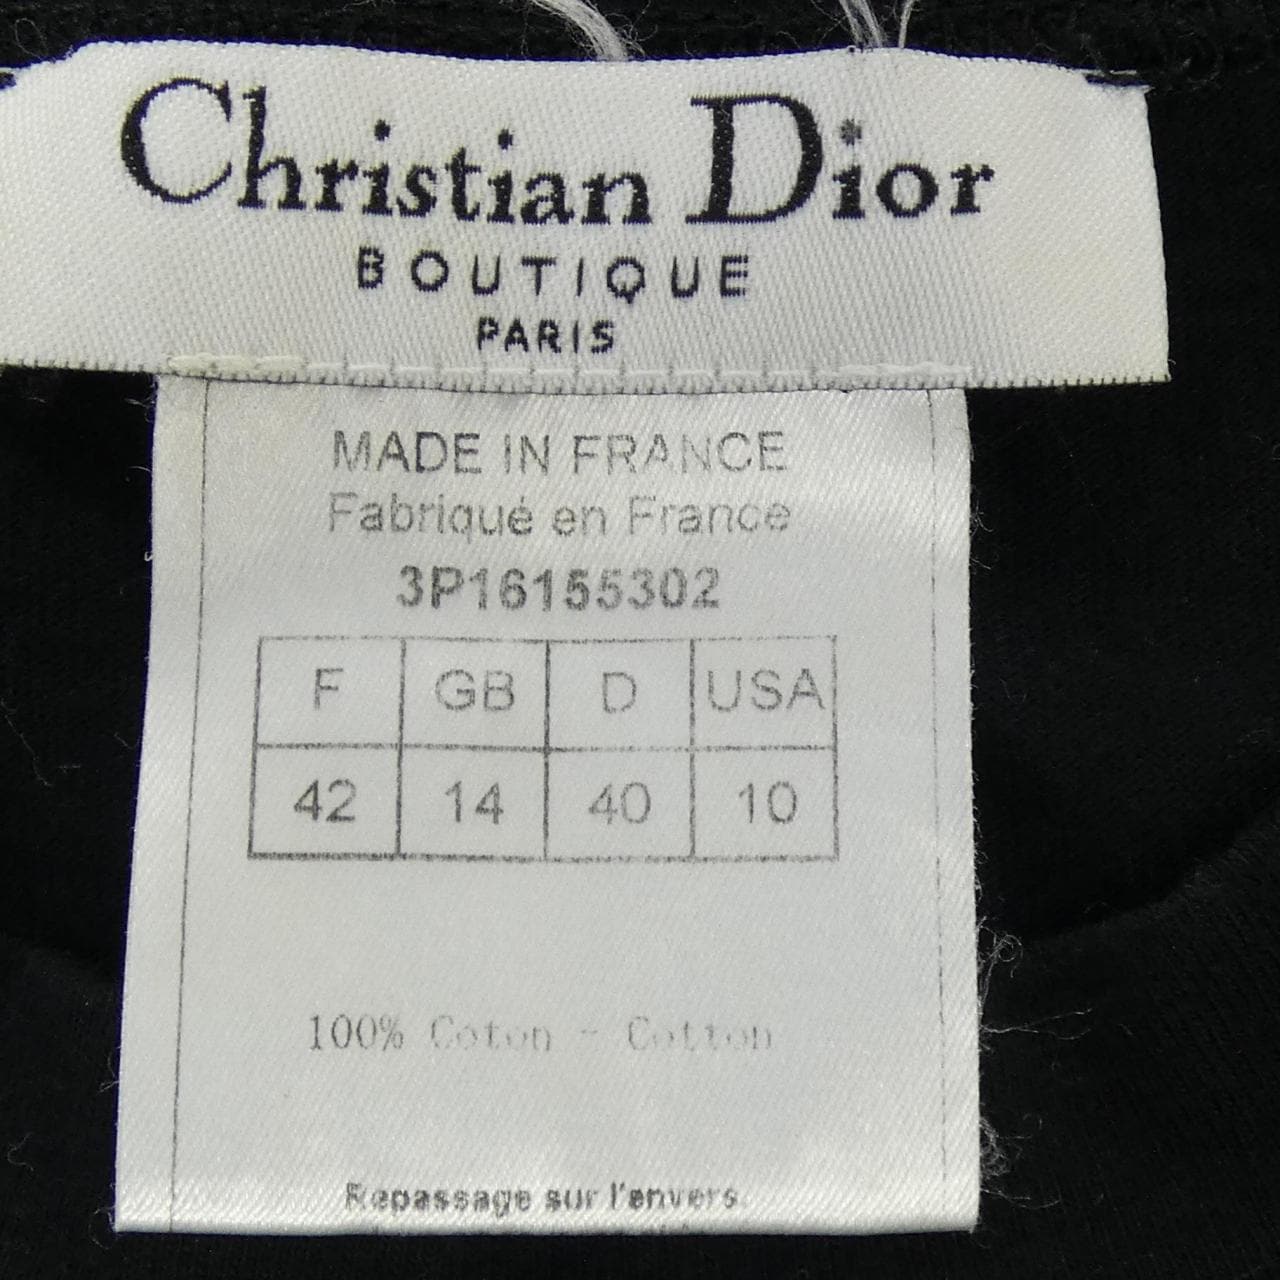 Christian Dior
BOUTIQUE
PARIS
MADE IN FRANCE
Fabriqué en France
3P16155302
F GB D USA
42 14 40 10
100% Coton - Cotton
Repassage sur l'envers.